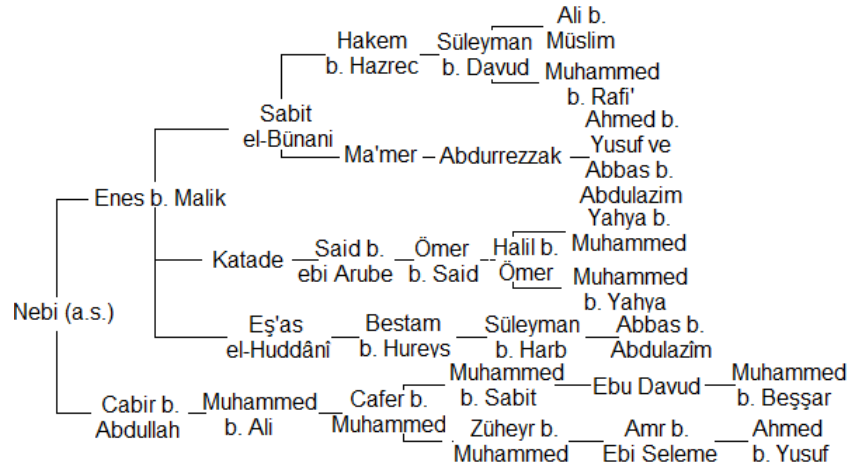 Ali b.
Müslim
Hakem
b. Hazrec
Süleyman
b. Davud
Muhammed
b. Rafi'
Sabit
el-Bünani
Ma'mer
Abdurrezzak
Ahmed b.
Yusuf ve
Abbas b.
Abdulazim
Enes b. Malik
Katade
Said b.
ebi Arube
Ömer
b. Said
Halil b.
Ömer
Yahya b.
Muhammed
Muhammed
b. Yahya
Nebi (a.s.)
Eş'as
el-Huddânî
Bestam
b. Hureys
Süleyman
b. Harb
Abbas b.
Abdulazîm
Cabir b.
Abdullah
Muhammed
b. Ali
Cafer b.
Muhammed
Muhammed
b. Sabit
Ebu Davud
Muhammed
b. Beşşar
Züheyr b.
Muhammed
Amr b.
Ebi Seleme
Ahmed
b. Yusuf